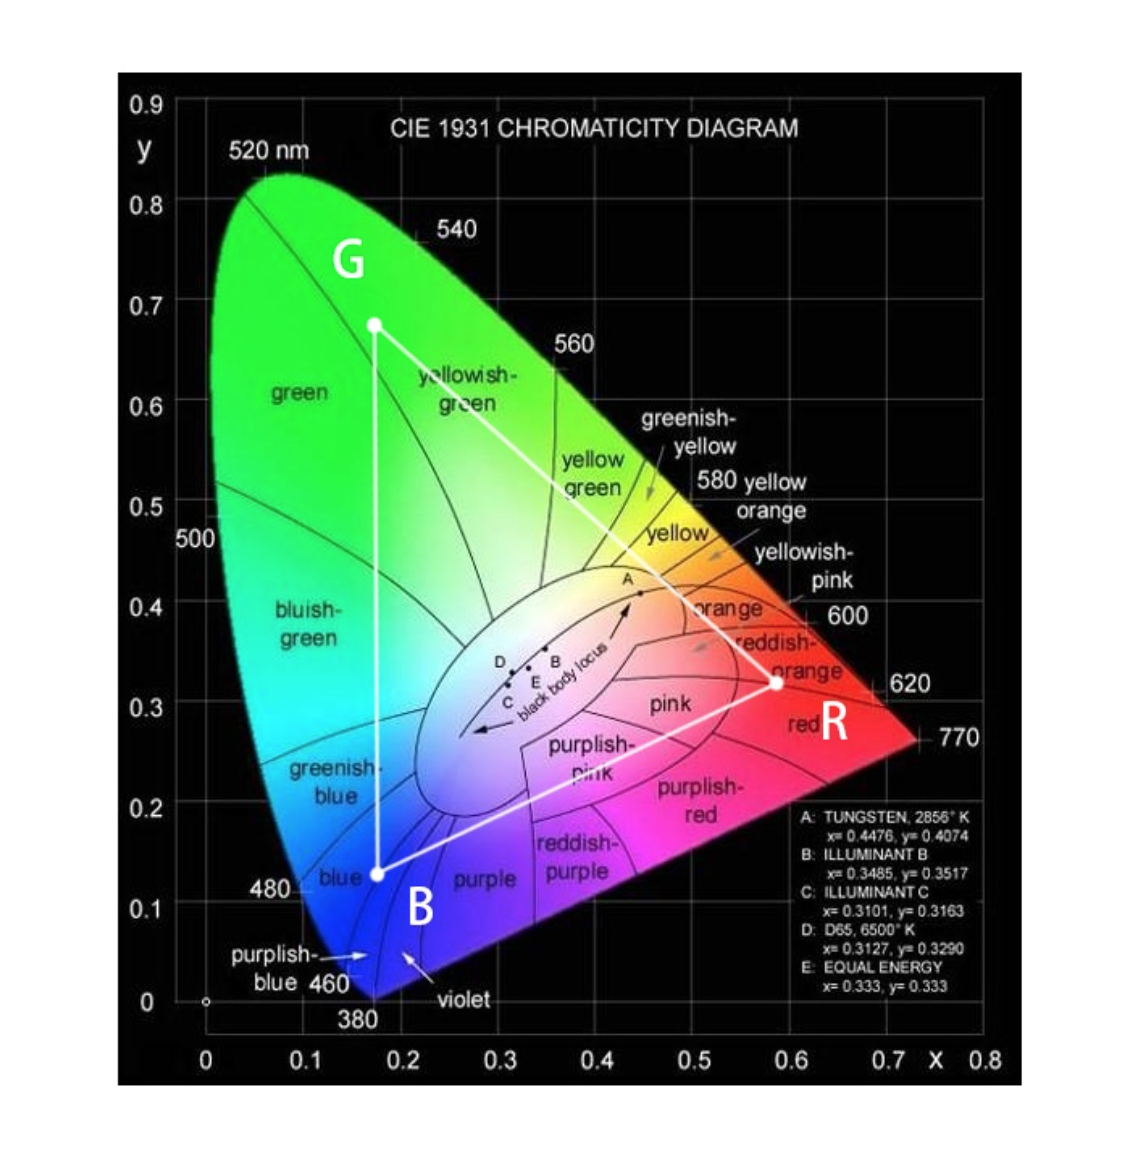 CIE 1931 CHROMATICITY DIAGRAM
0.9
y
520 nm
0.8
540
G
0.7
560
yellowish-
green
green
0.6
greenish-
yellow
yellow
green
580
yellow
orange
0.5
500
yellow
yellowish-
pink
A
0.4
bluish-
green
orange
600
reddish-
orange
D
B
E
C
black body locus
620
0.3
pink
red
R
770
purplish-
pink
greenish-
blue
purplish-
red
0.2
A: TUNGSTEN, 2856° K
x= 0.4476, y= 0.4074
B: ILLUMINANT B
x= 0.3485, y= 0.3517
C: ILLUMINANT C
x= 0.3101, y= 0.3163
D: D65, 6500° K
x= 0.3127, y= 0.3290
E: EQUAL ENERGY
x= 0.333, y= 0.333
reddish-
purple
480
blue
purple
B
0.1
purplish-
blue
460
violet
0
380
0 0.1 0.2 0.3 0.4 0.5 0.6 0.7 x 0.8